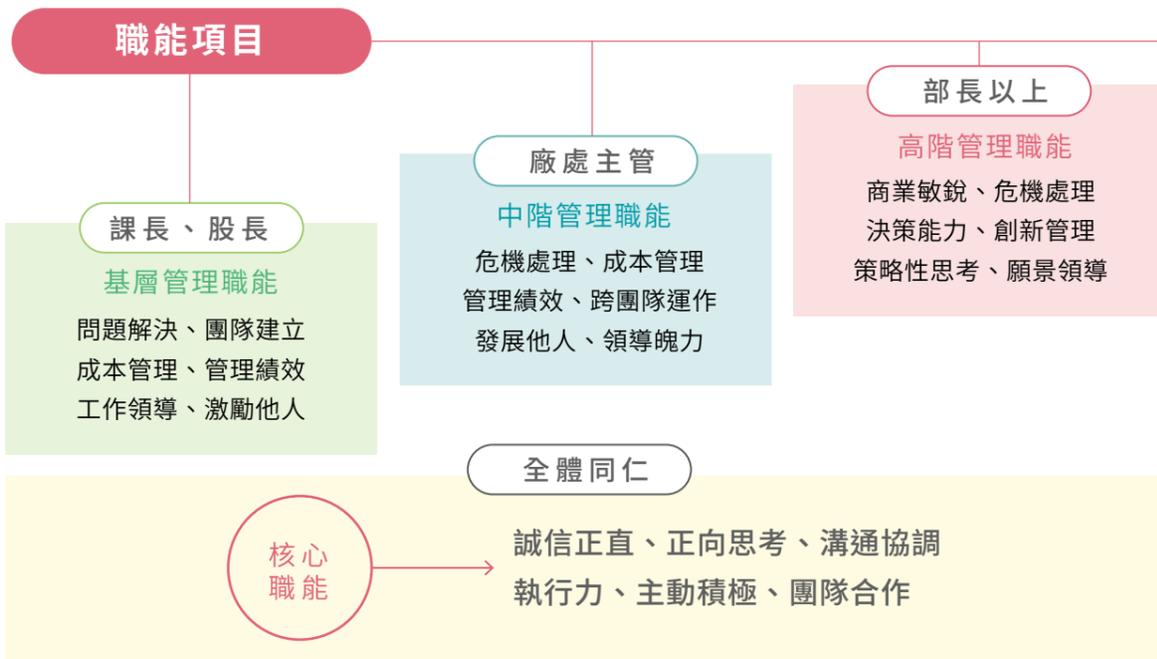 職能項目
課長、股長
基層管理職能
問題解決、團隊建立
成本管理、管理績效
工作領導、激勵他人
廠處主管
中階管理職能
危機處理、成本管理
管理績效、跨團隊運作
發展他人、領導魄力
部長以上
高階管理職能
商業敏銳、危機處理
決策能力、創新管理
策略性思考、願景領導
全體同仁
核心
職能
誠信正直、正向思考、溝通協調
執行力、主動積極、團隊合作